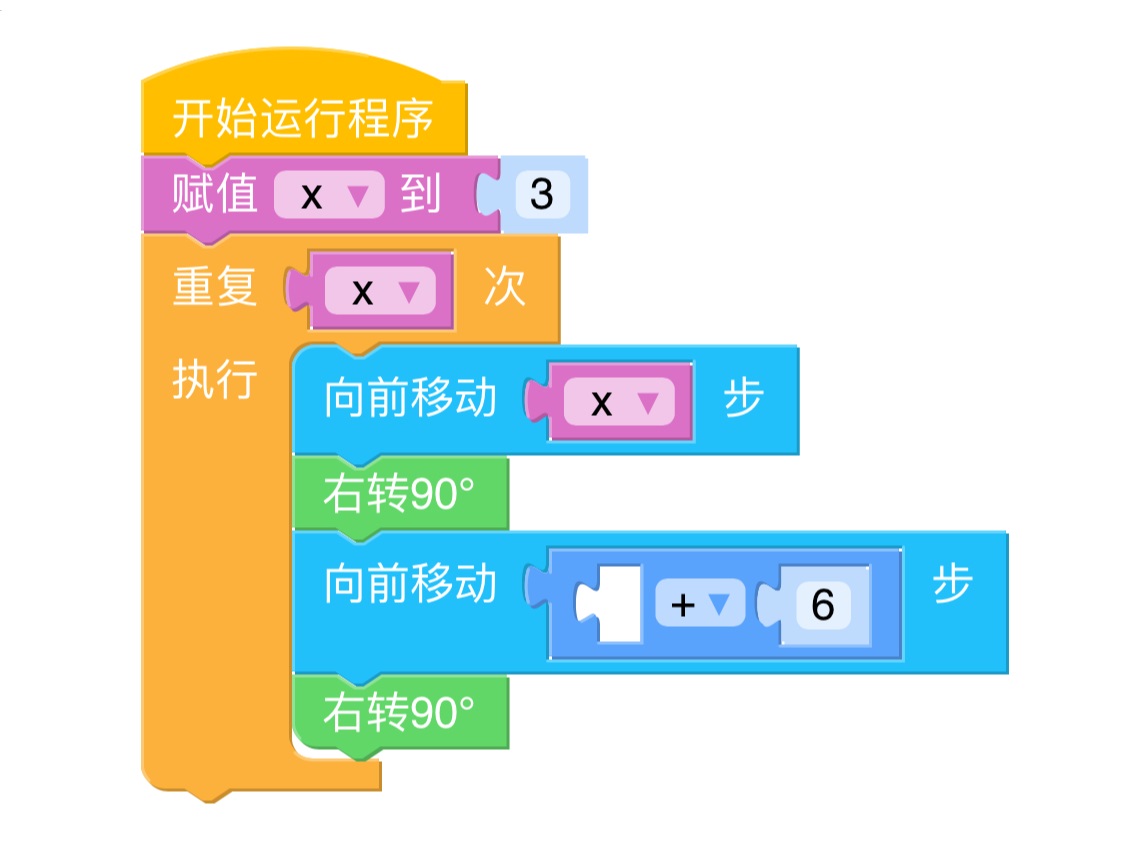 开始运行程序
赋值 x ▼ 到 3
重复 x ▼ 次
执行
向前移动 x ▼ 步
右转90°
向前移动 + ▼ 6 步
右转90°